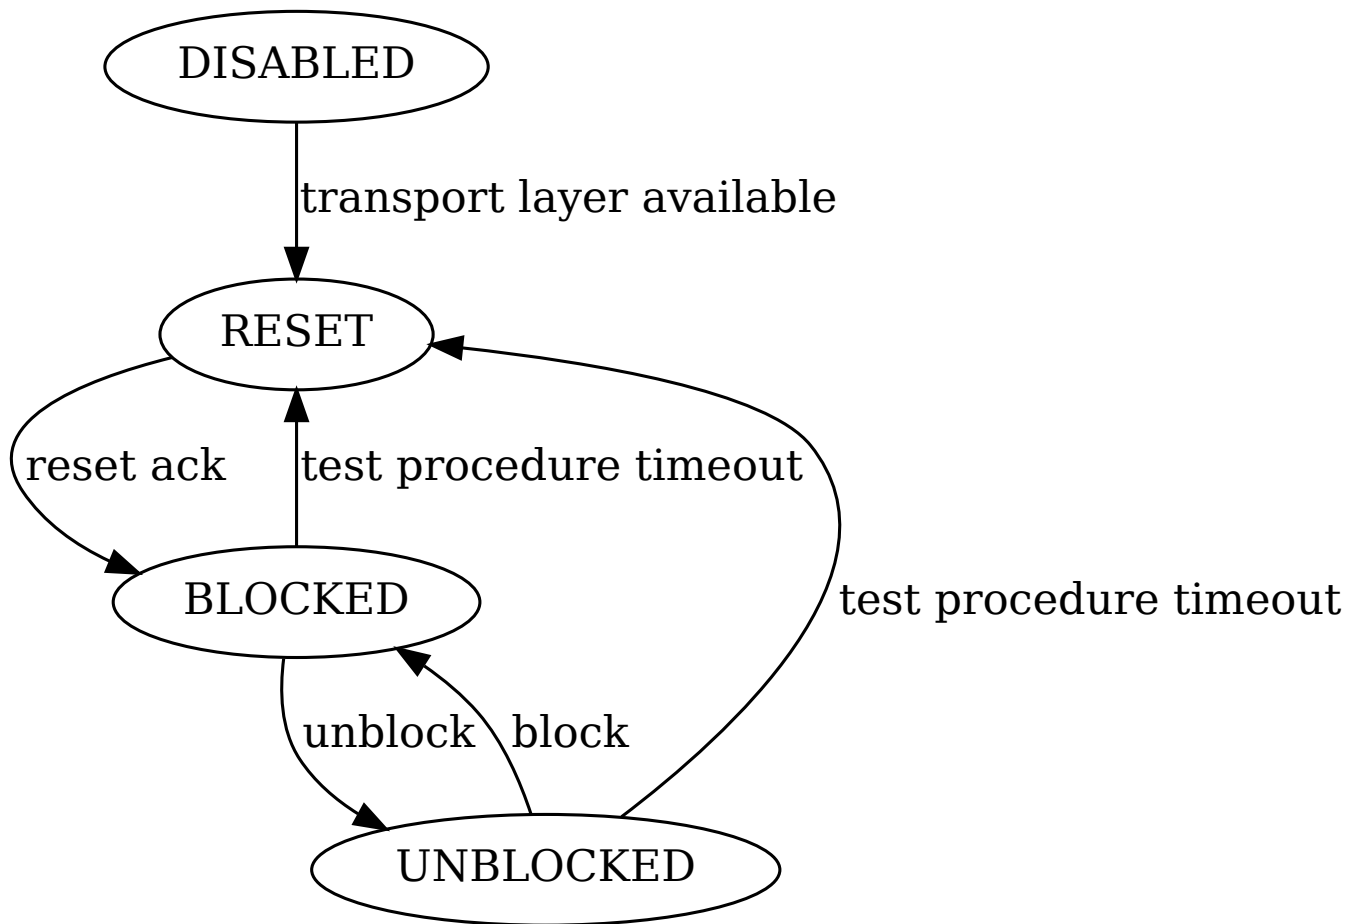 DISABLED
transport layer available
RESET
reset ack
test procedure timeout
BLOCKED
test procedure timeout
unblock
block
UNBLOCKED